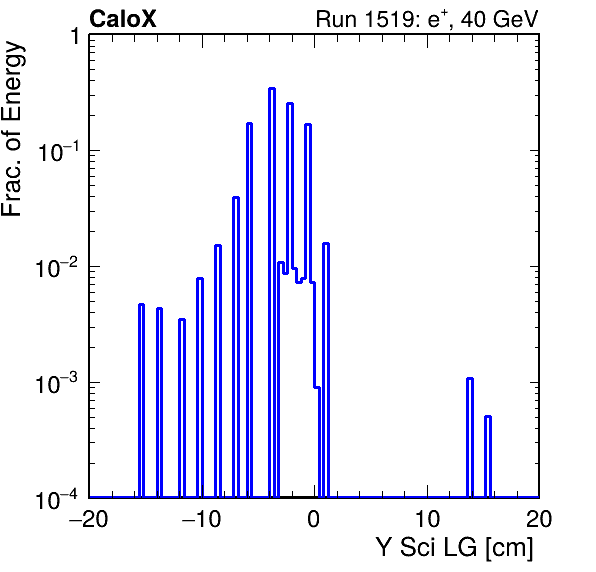 CaloX
Run 1519: e⁺, 40 GeV
Frac. of Energy
1
10⁻¹
10⁻²
10⁻³
10⁻⁴
−20
−10
0
10
20
Y Sci LG [cm]